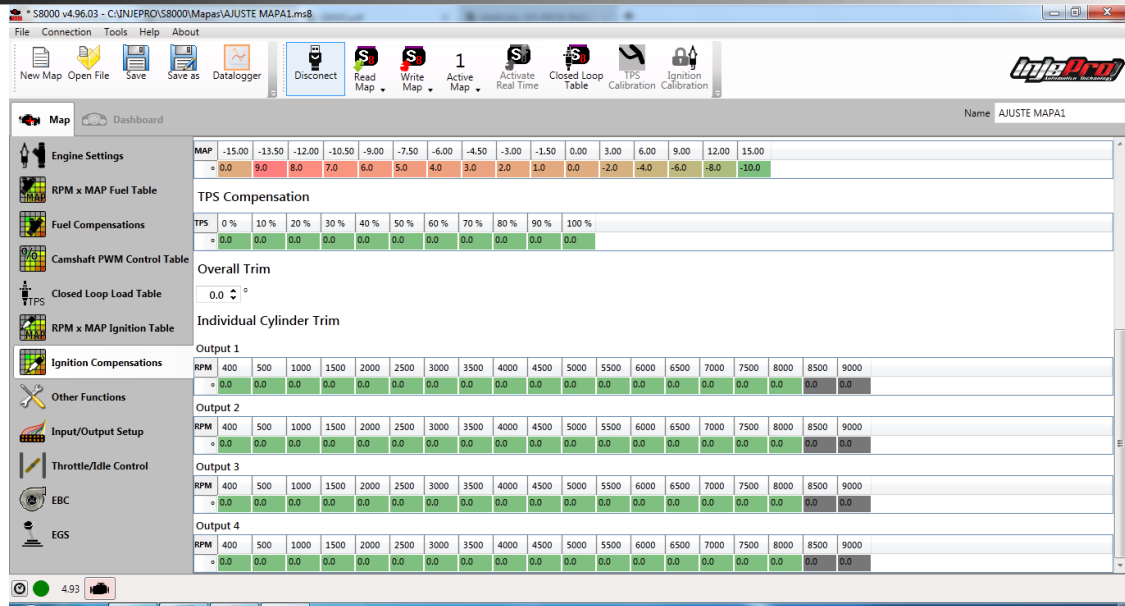 * S8000 v4.96.03 - C:\INJEPRO\S8000\Mapas\AJUSTE MAPA1.ms8
File Connection Tools Help About
New Map Open File Save Save as Datalogger Disconect Read Map Write Map 1 Active Map Activate Real Time Closed Loop Table TPS Calibration Ignition Calibration
InjePro
Automotive Technology
Map Dashboard Name AJUSTE MAPA1
Engine Settings
RPM x MAP Fuel Table
Fuel Compensations
Camshaft PWM Control Table
Closed Loop Load Table
RPM x MAP Ignition Table
Ignition Compensations
Other Functions
Input/Output Setup
Throttle/Idle Control
EBC
EGS
MAP -15.00 -13.50 -12.00 -10.50 -9.00 -7.50 -6.00 -4.50 -3.00 -1.50 0.00 3.00 6.00 9.00 12.00 15.00
° 0.0 9.0 8.0 7.0 6.0 5.0 4.0 3.0 2.0 1.0 0.0 -2.0 -4.0 -6.0 -8.0 -10.0
TPS Compensation
TPS 0 % 10 % 20 % 30 % 40 % 50 % 60 % 70 % 80 % 90 % 100 %
° 0.0 0.0 0.0 0.0 0.0 0.0 0.0 0.0 0.0 0.0 0.0
Overall Trim
0.0 °
Individual Cylinder Trim
Output 1
RPM 400 500 1000 1500 2000 2500 3000 3500 4000 4500 5000 5500 6000 6500 7000 7500 8000 8500 9000
° 0.0 0.0 0.0 0.0 0.0 0.0 0.0 0.0 0.0 0.0 0.0 0.0 0.0 0.0 0.0 0.0 0.0 0.0 0.0
Output 2
RPM 400 500 1000 1500 2000 2500 3000 3500 4000 4500 5000 5500 6000 6500 7000 7500 8000 8500 9000
° 0.0 0.0 0.0 0.0 0.0 0.0 0.0 0.0 0.0 0.0 0.0 0.0 0.0 0.0 0.0 0.0 0.0 0.0 0.0
Output 3
RPM 400 500 1000 1500 2000 2500 3000 3500 4000 4500 5000 5500 6000 6500 7000 7500 8000 8500 9000
° 0.0 0.0 0.0 0.0 0.0 0.0 0.0 0.0 0.0 0.0 0.0 0.0 0.0 0.0 0.0 0.0 0.0 0.0 0.0
Output 4
RPM 400 500 1000 1500 2000 2500 3000 3500 4000 4500 5000 5500 6000 6500 7000 7500 8000 8500 9000
° 0.0 0.0 0.0 0.0 0.0 0.0 0.0 0.0 0.0 0.0 0.0 0.0 0.0 0.0 0.0 0.0 0.0 0.0 0.0
4.93